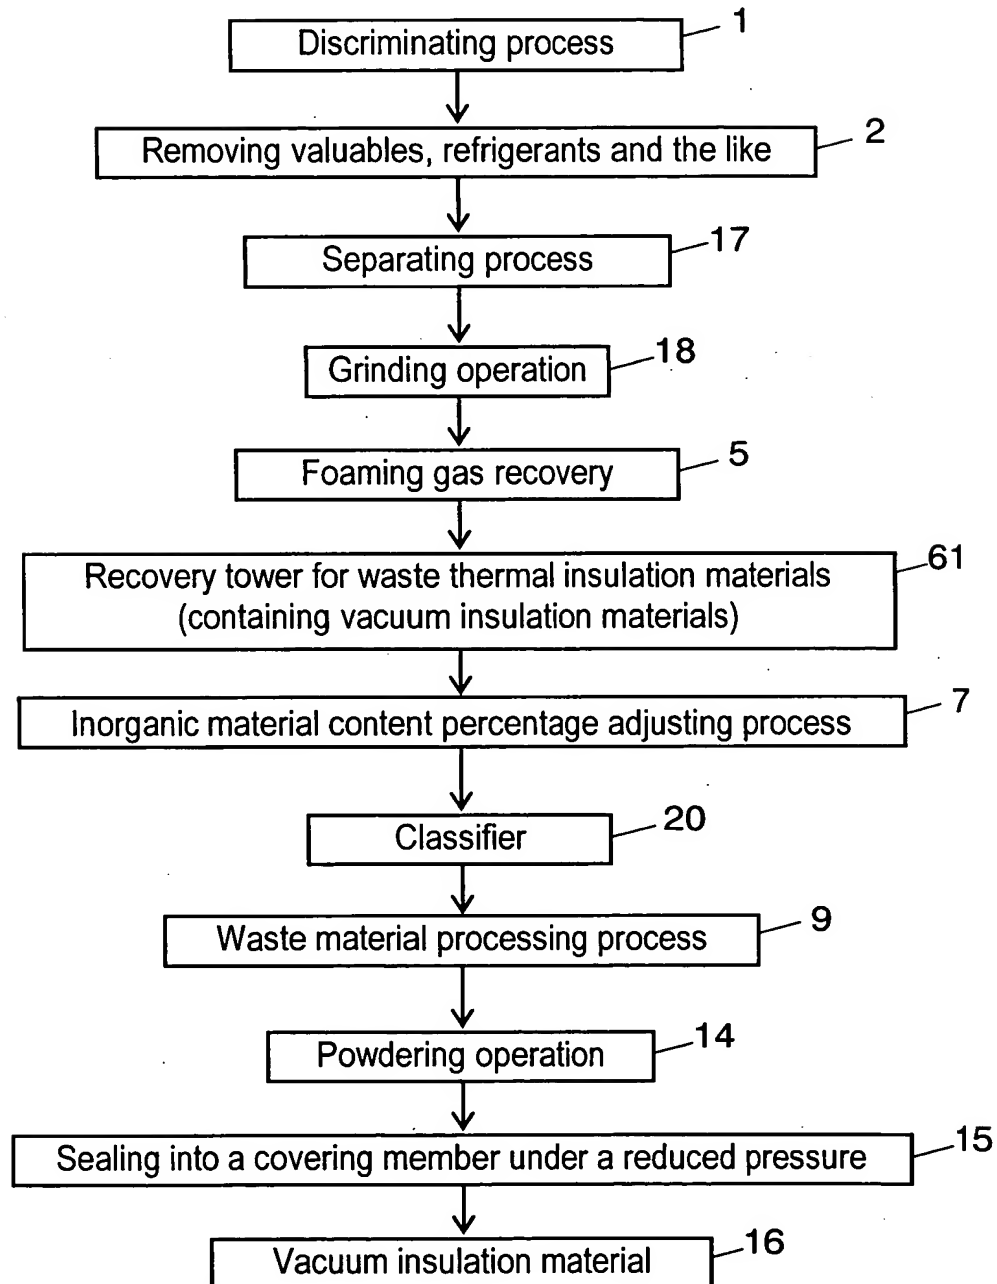 1
Discriminating process
2
Removing valuables, refrigerants and the like
17
Separating process
18
Grinding operation
5
Foaming gas recovery
61
Recovery tower for waste thermal insulation materials
(containing vacuum insulation materials)
7
Inorganic material content percentage adjusting process
20
Classifier
9
Waste material processing process
14
Powdering operation
15
Sealing into a covering member under a reduced pressure
16
Vacuum insulation material